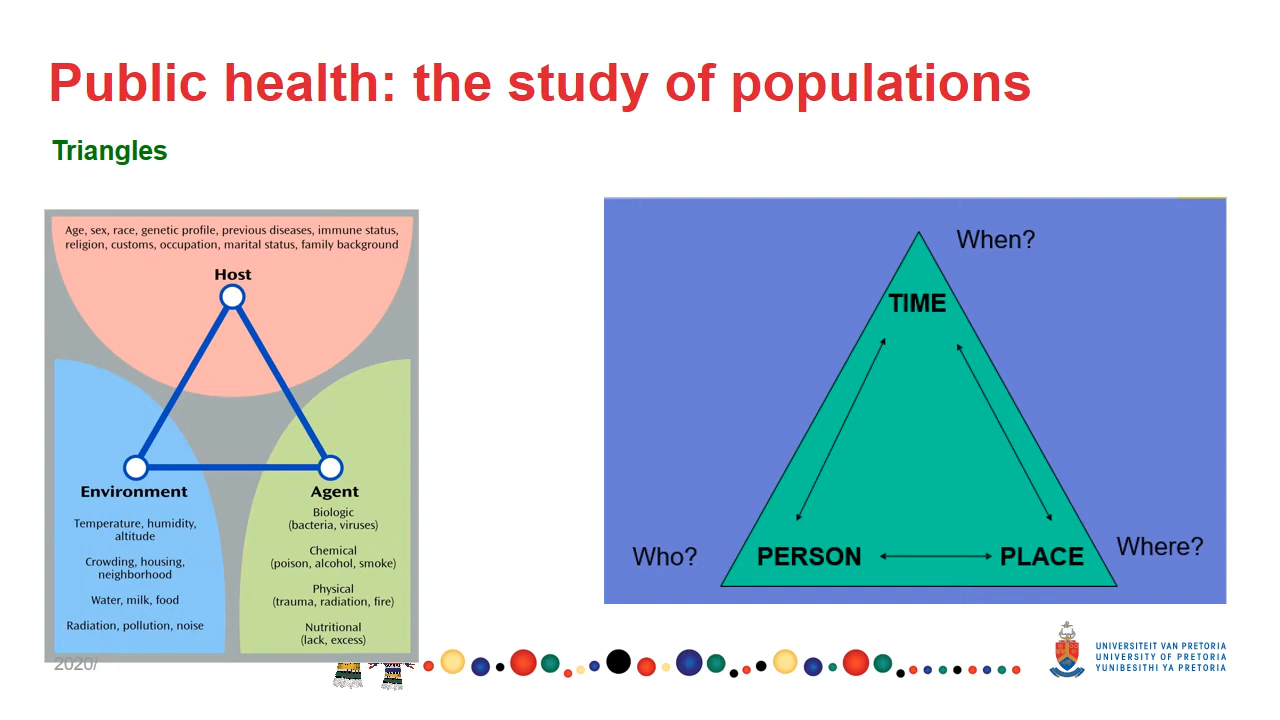 Public health: the study of populations
Triangles
Age, sex, race, genetic profile, previous diseases, immune status,
religion, customs, occupation, marital status, family background
Host
Environment
Temperature, humidity,
altitude
Crowding, housing,
neighborhood
Water, milk, food
Radiation, pollution, noise
Agent
Biologic
(bacteria, viruses)
Chemical
(poison, alcohol, smoke)
Physical
(trauma, radiation, fire)
Nutritional
(lack, excess)
When?
TIME
Who?
PERSON
PLACE
Where?
2020/
UNIVERSITEIT VAN PRETORIA
UNIVERSITY OF PRETORIA
YUNIBESITHI YA PRETORIA